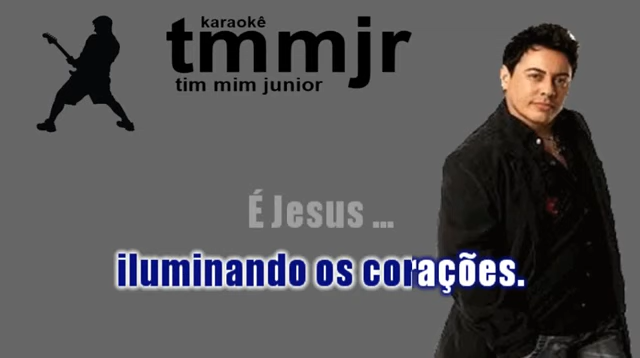 karaokê
tmmjr
tim mim junior
É Jesus ...
iluminando os corações.